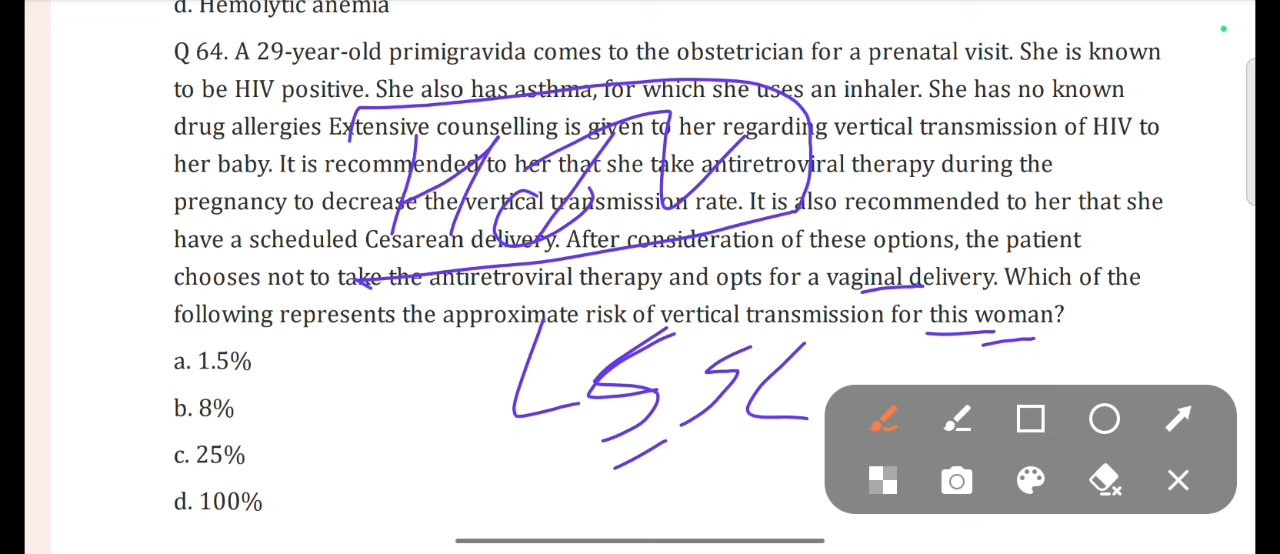 d. Hemolytic anemia
Q 64. A 29-year-old primigravida comes to the obstetrician for a prenatal visit. She is known
to be HIV positive. She also has asthma, for which she uses an inhaler. She has no known
drug allergies Extensive counselling is given to her regarding vertical transmission of HIV to
her baby. It is recommended to her that she take antiretroviral therapy during the
pregnancy to decrease the vertical transmission rate. It is also recommended to her that she
have a scheduled Cesarean delivery. After consideration of these options, the patient
chooses not to take the antiretroviral therapy and opts for a vaginal delivery. Which of the
following represents the approximate risk of vertical transmission for this woman?
a. 1.5%
b. 8%
c. 25%
d. 100%